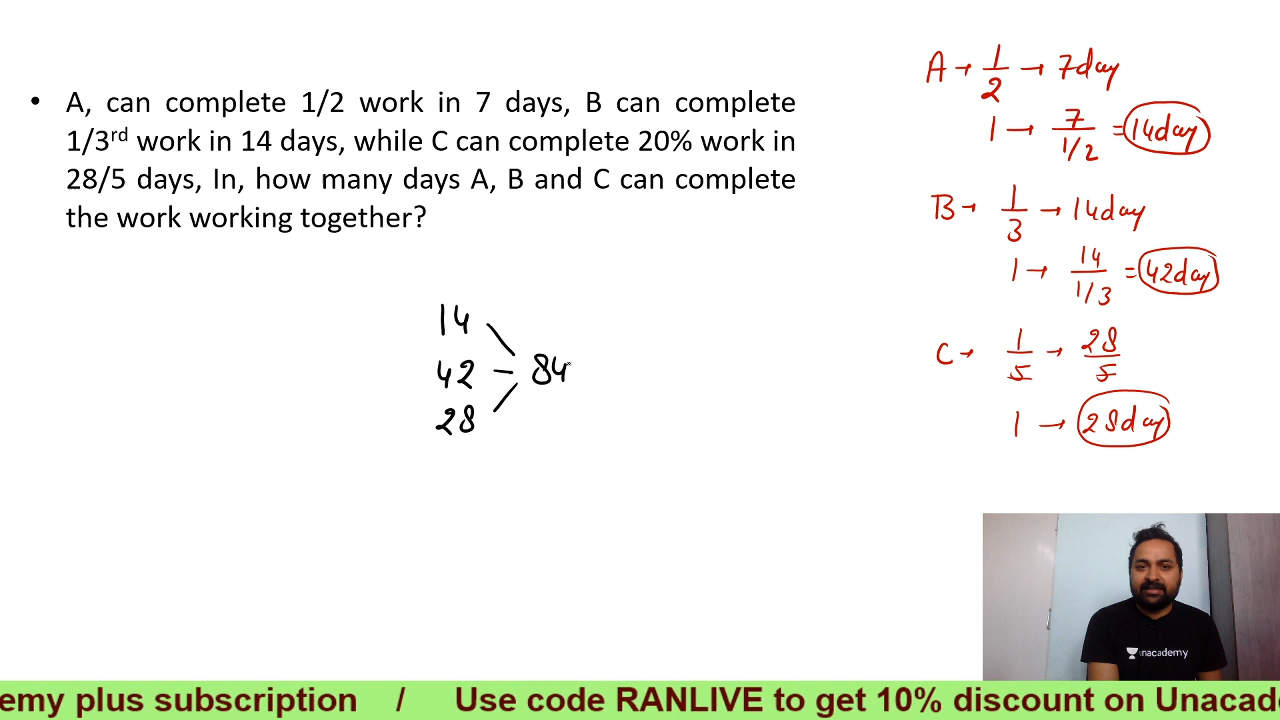 • A, can complete 1/2 work in 7 days, B can complete
1/3rd work in 14 days, while C can complete 20% work in
28/5 days, In, how many days A, B and C can complete
the work working together?
14
42 - 84
28
A → 1/2 → 7day
1 → 7/1/2 = 14day
B → 1/3 → 14day
1 → 14/1/3 = 42day
C → 1/5 → 28/5
1 → 28day
unacademy
emy plus subscription / Use code RANLIVE to get 10% discount on Unacade